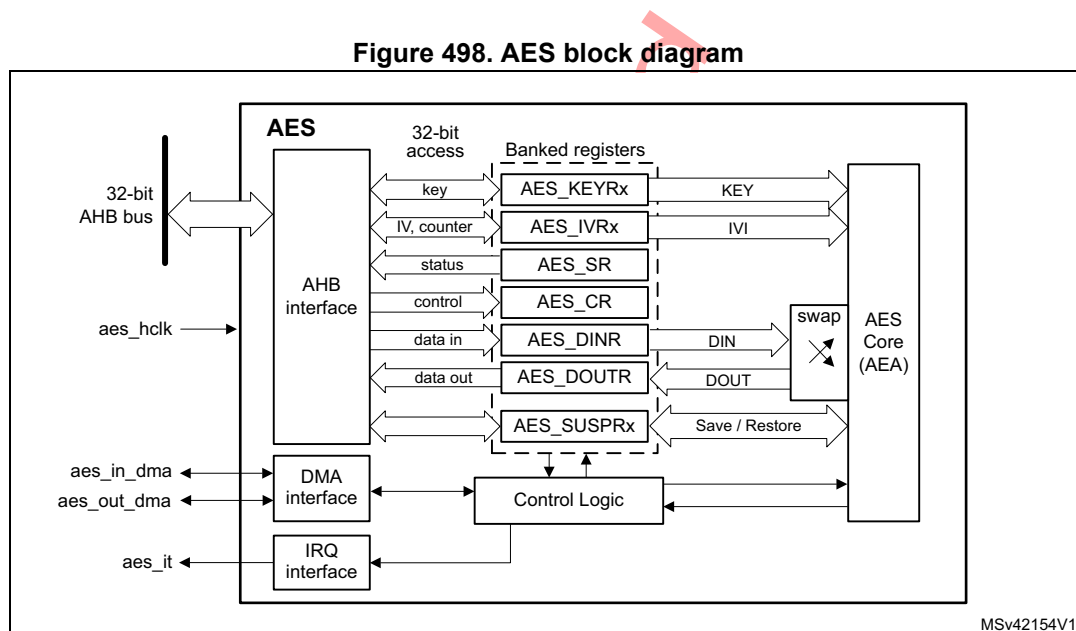 Figure 498. AES block diagram
AES
32-bit
access
Banked registers
32-bit
AHB bus
aes_hclk
AHB
interface
key
IV, counter
status
control
data in
data out
AES_KEYRx
AES_IVRx
AES_SR
AES_CR
AES_DINR
AES_DOUTR
AES_SUSPRx
KEY
IVI
DIN
DOUT
Save / Restore
swap
AES
Core
(AEA)
aes_in_dma
aes_out_dma
DMA
interface
Control Logic
aes_it
IRQ
interface
MSv42154V1